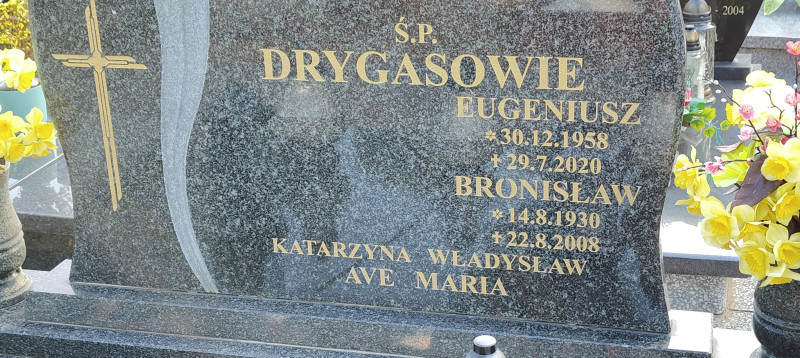 Ś.P.
DRYGASOWIE
EUGENIUSZ
* 30.12.1958
✝ 29.7.2020
BRONISŁAW
* 14.8.1930
✝ 22.8.2008
KATARZYNA WŁADYSŁAW
AVE MARIA
- 2004